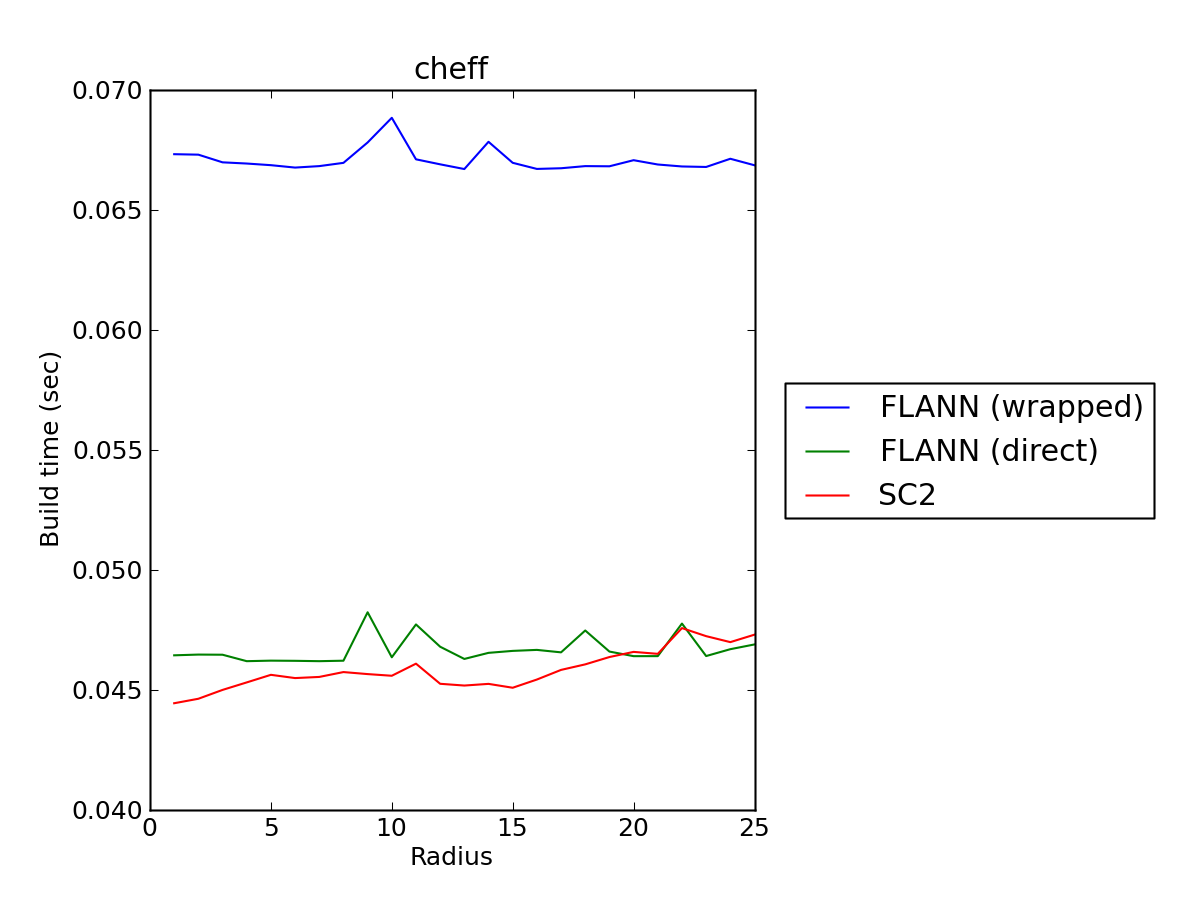 cheff
0.070
0.065
0.060
0.055
0.050
0.045
0.040
Build time (sec)
0 5 10 15 20 25
Radius
FLANN (wrapped)
FLANN (direct)
SC2